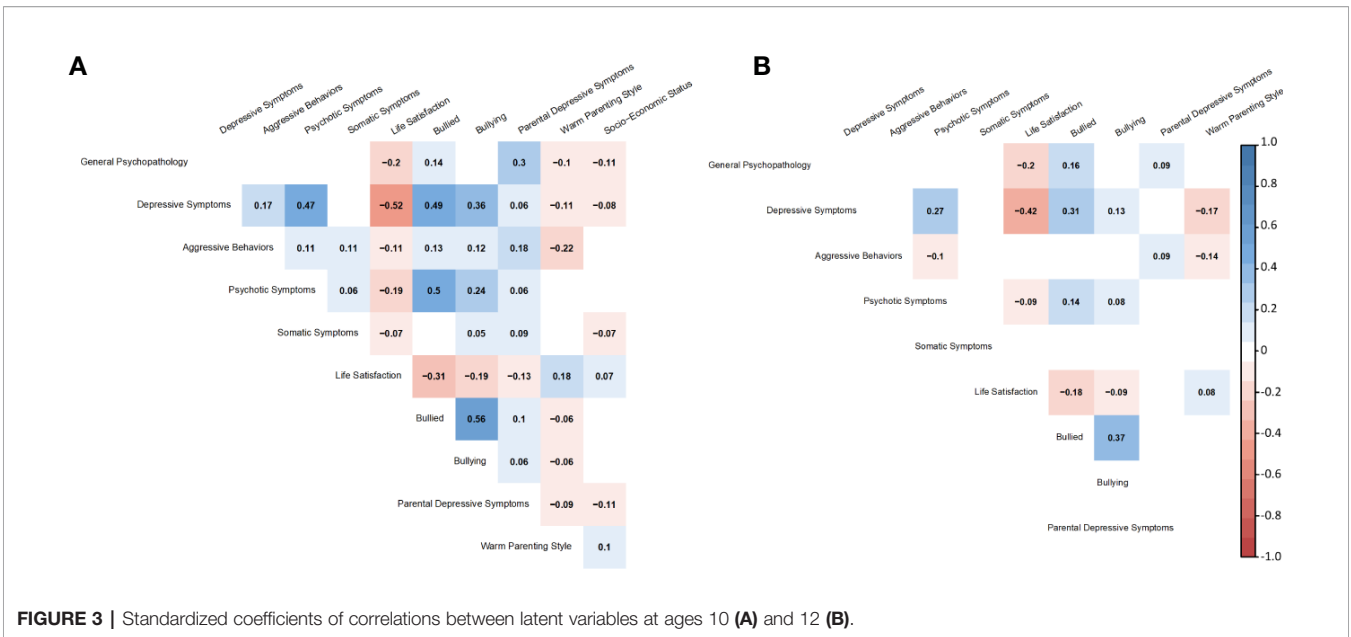 A
Depressive Symptoms
Aggressive Behaviors
Psychotic Symptoms
Somatic Symptoms
Life Satisfaction
Bullied
Bullying
Parental Depressive Symptoms
Warm Parenting Style
Socio−Economic Status
General Psychopathology −0.2 0.14 0.3 −0.1 −0.11
Depressive Symptoms 0.17 0.47 −0.52 0.49 0.36 0.06 −0.11 −0.08
Aggressive Behaviors 0.11 0.11 −0.11 0.13 0.12 0.18 −0.22
Psychotic Symptoms 0.06 −0.19 0.5 0.24 0.06
Somatic Symptoms −0.07 0.05 0.09 −0.07
Life Satisfaction −0.31 −0.19 −0.13 0.18 0.07
Bullied 0.56 0.1 −0.06
Bullying 0.06 −0.06
Parental Depressive Symptoms −0.09 −0.11
Warm Parenting Style 0.1
B
Depressive Symptoms
Aggressive Behaviors
Psychotic Symptoms
Somatic Symptoms
Life Satisfaction
Bullied
Bullying
Parental Depressive Symptoms
Warm Parenting Style
General Psychopathology −0.2 0.16 0.09
Depressive Symptoms 0.27 −0.42 0.31 0.13 −0.17
Aggressive Behaviors −0.1 0.09 −0.14
Psychotic Symptoms −0.09 0.14 0.08
Somatic Symptoms
Life Satisfaction −0.18 −0.09 0.08
Bullied 0.37
Bullying
Parental Depressive Symptoms
1.0
0.8
0.6
0.4
0.2
0
-0.2
-0.4
-0.6
-0.8
-1.0
FIGURE 3 | Standardized coefficients of correlations between latent variables at ages 10 (A) and 12 (B).